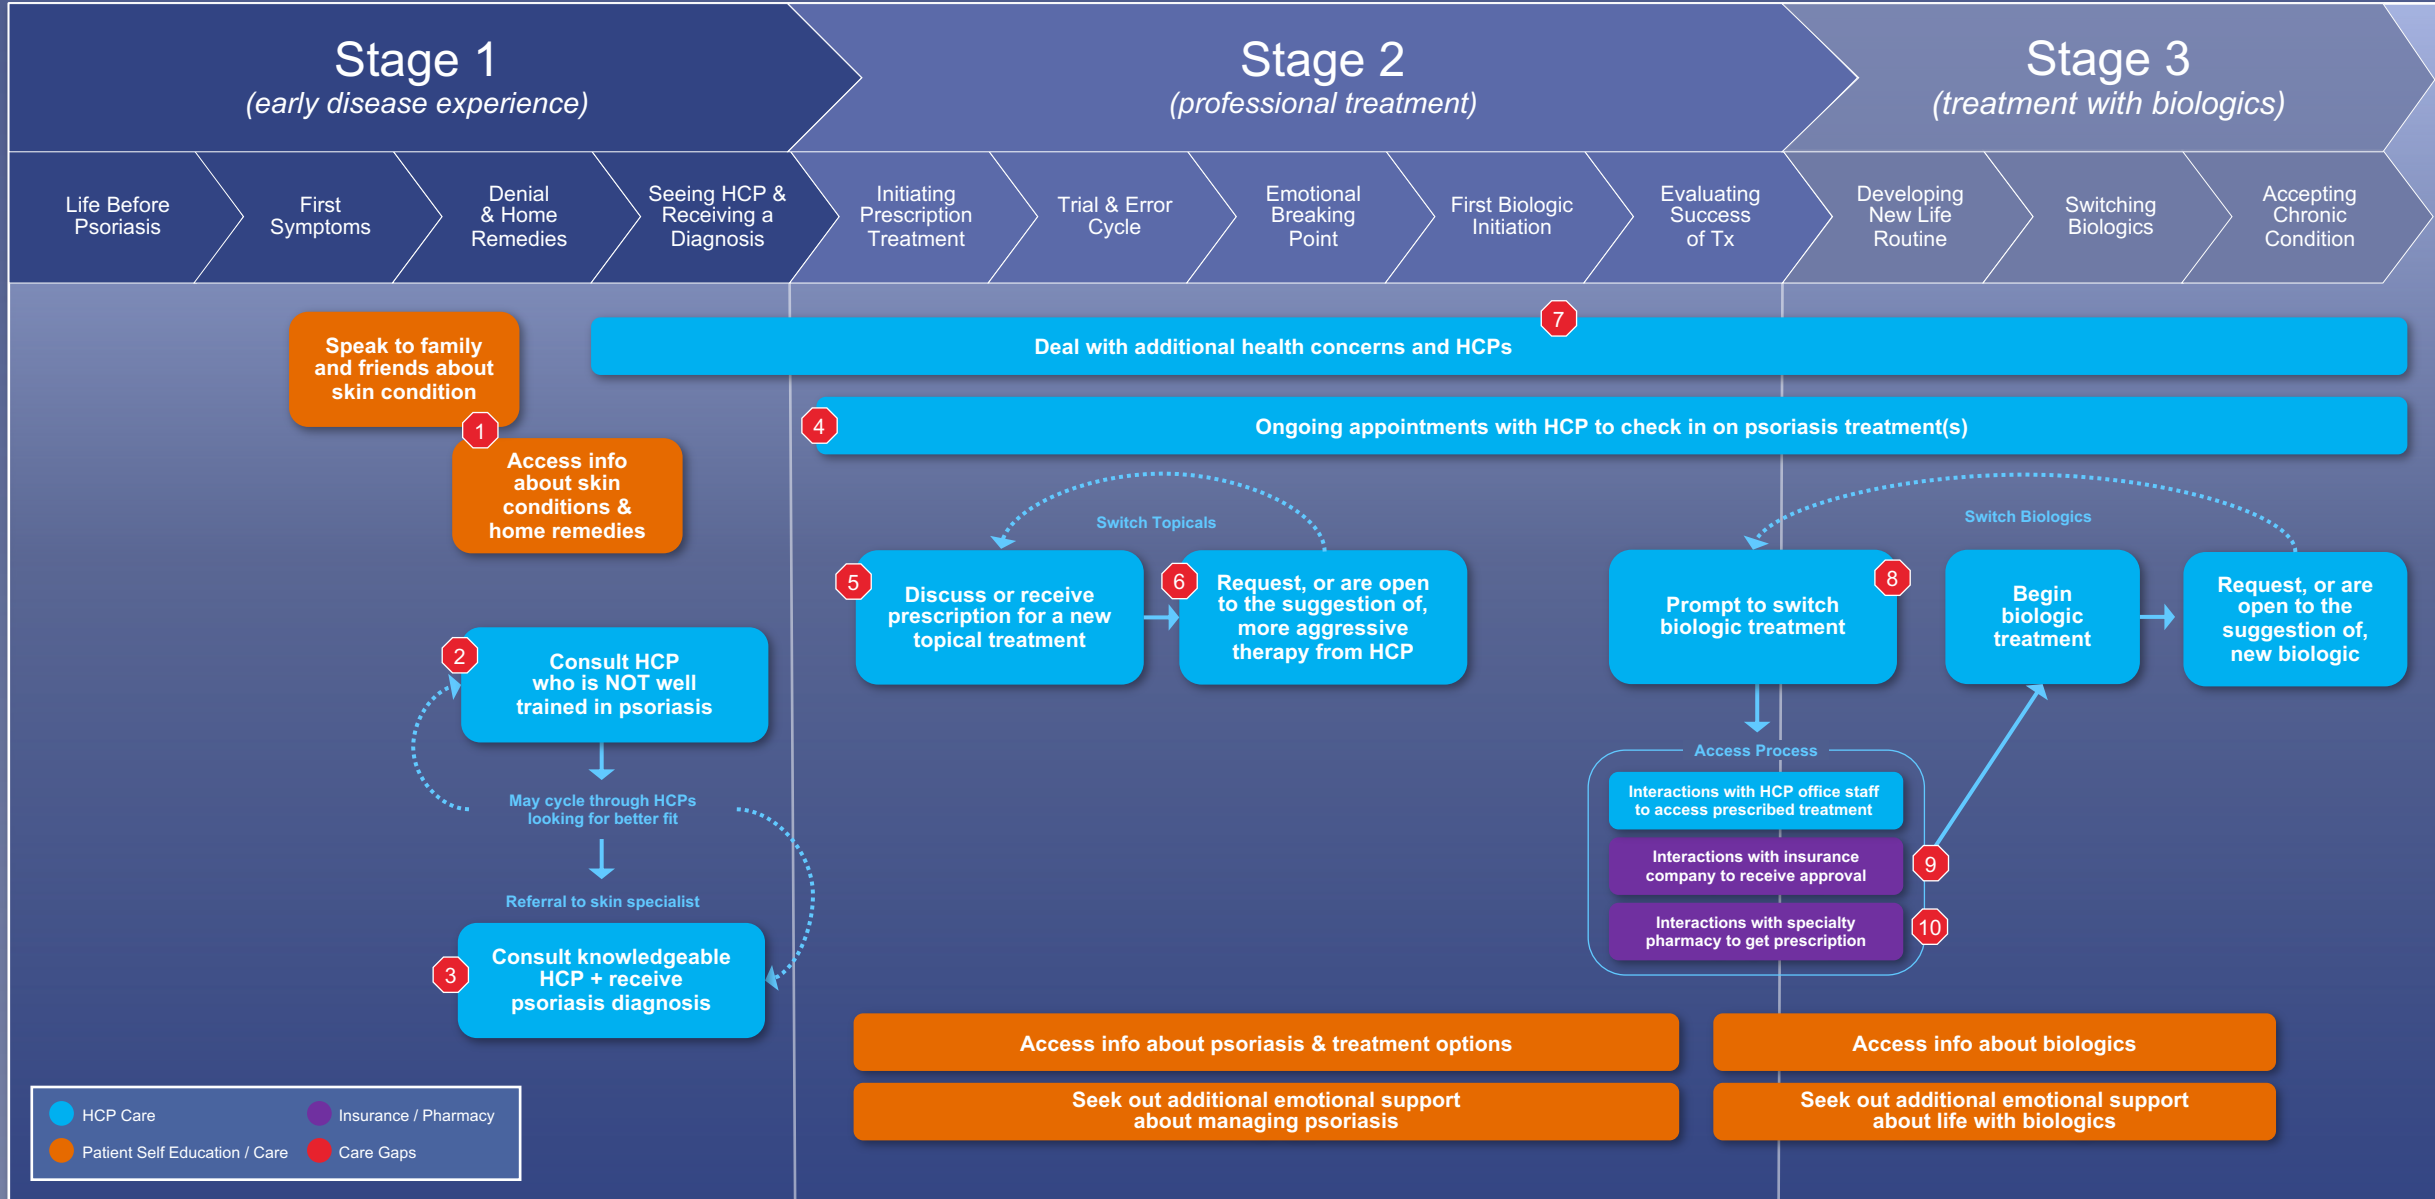 Stage 1
(early disease experience)
Stage 2
(professional treatment)
Stage 3
(treatment with biologics)
Life Before
Psoriasis
First
Symptoms
Denial
& Home
Remedies
Seeing HCP &
Receiving a
Diagnosis
Initiating
Prescription
Treatment
Trial & Error
Cycle
Emotional
Breaking
Point
First Biologic
Initiation
Evaluating
Success
of Tx
Developing
New Life
Routine
Switching
Biologics
Accepting
Chronic
Condition
Speak to family
and friends about
skin condition
1
Access info
about skin
conditions &
home remedies
7
Deal with additional health concerns and HCPs
4
Ongoing appointments with HCP to check in on psoriasis treatment(s)
Switch Topicals
5
Discuss or receive
prescription for a new
topical treatment
6
Request, or are open
to the suggestion of,
more aggressive
therapy from HCP
Switch Biologics
8
Prompt to switch
biologic treatment
Begin
biologic
treatment
Request, or are
open to the
suggestion of,
new biologic
2
Consult HCP
who is NOT well
trained in psoriasis
May cycle through HCPs
looking for better fit
Referral to skin specialist
3
Consult knowledgeable
HCP + receive
psoriasis diagnosis
Access Process
Interactions with HCP office staff
to access prescribed treatment
Interactions with insurance
company to receive approval
9
Interactions with specialty
pharmacy to get prescription
10
Access info about psoriasis & treatment options
Seek out additional emotional support
about managing psoriasis
Access info about biologics
Seek out additional emotional support
about life with biologics
HCP Care
Insurance / Pharmacy
Patient Self Education / Care
Care Gaps